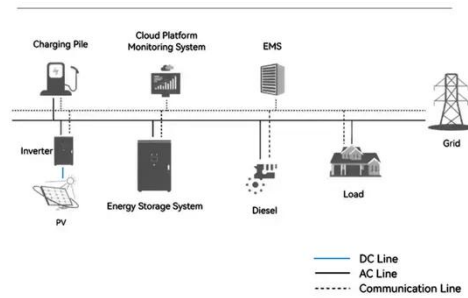 Charging Pile
Cloud Platform
Monitoring System
EMS
Grid
Inverter
PV
Energy Storage System
Diesel
Load
DC Line
AC Line
Communication Line